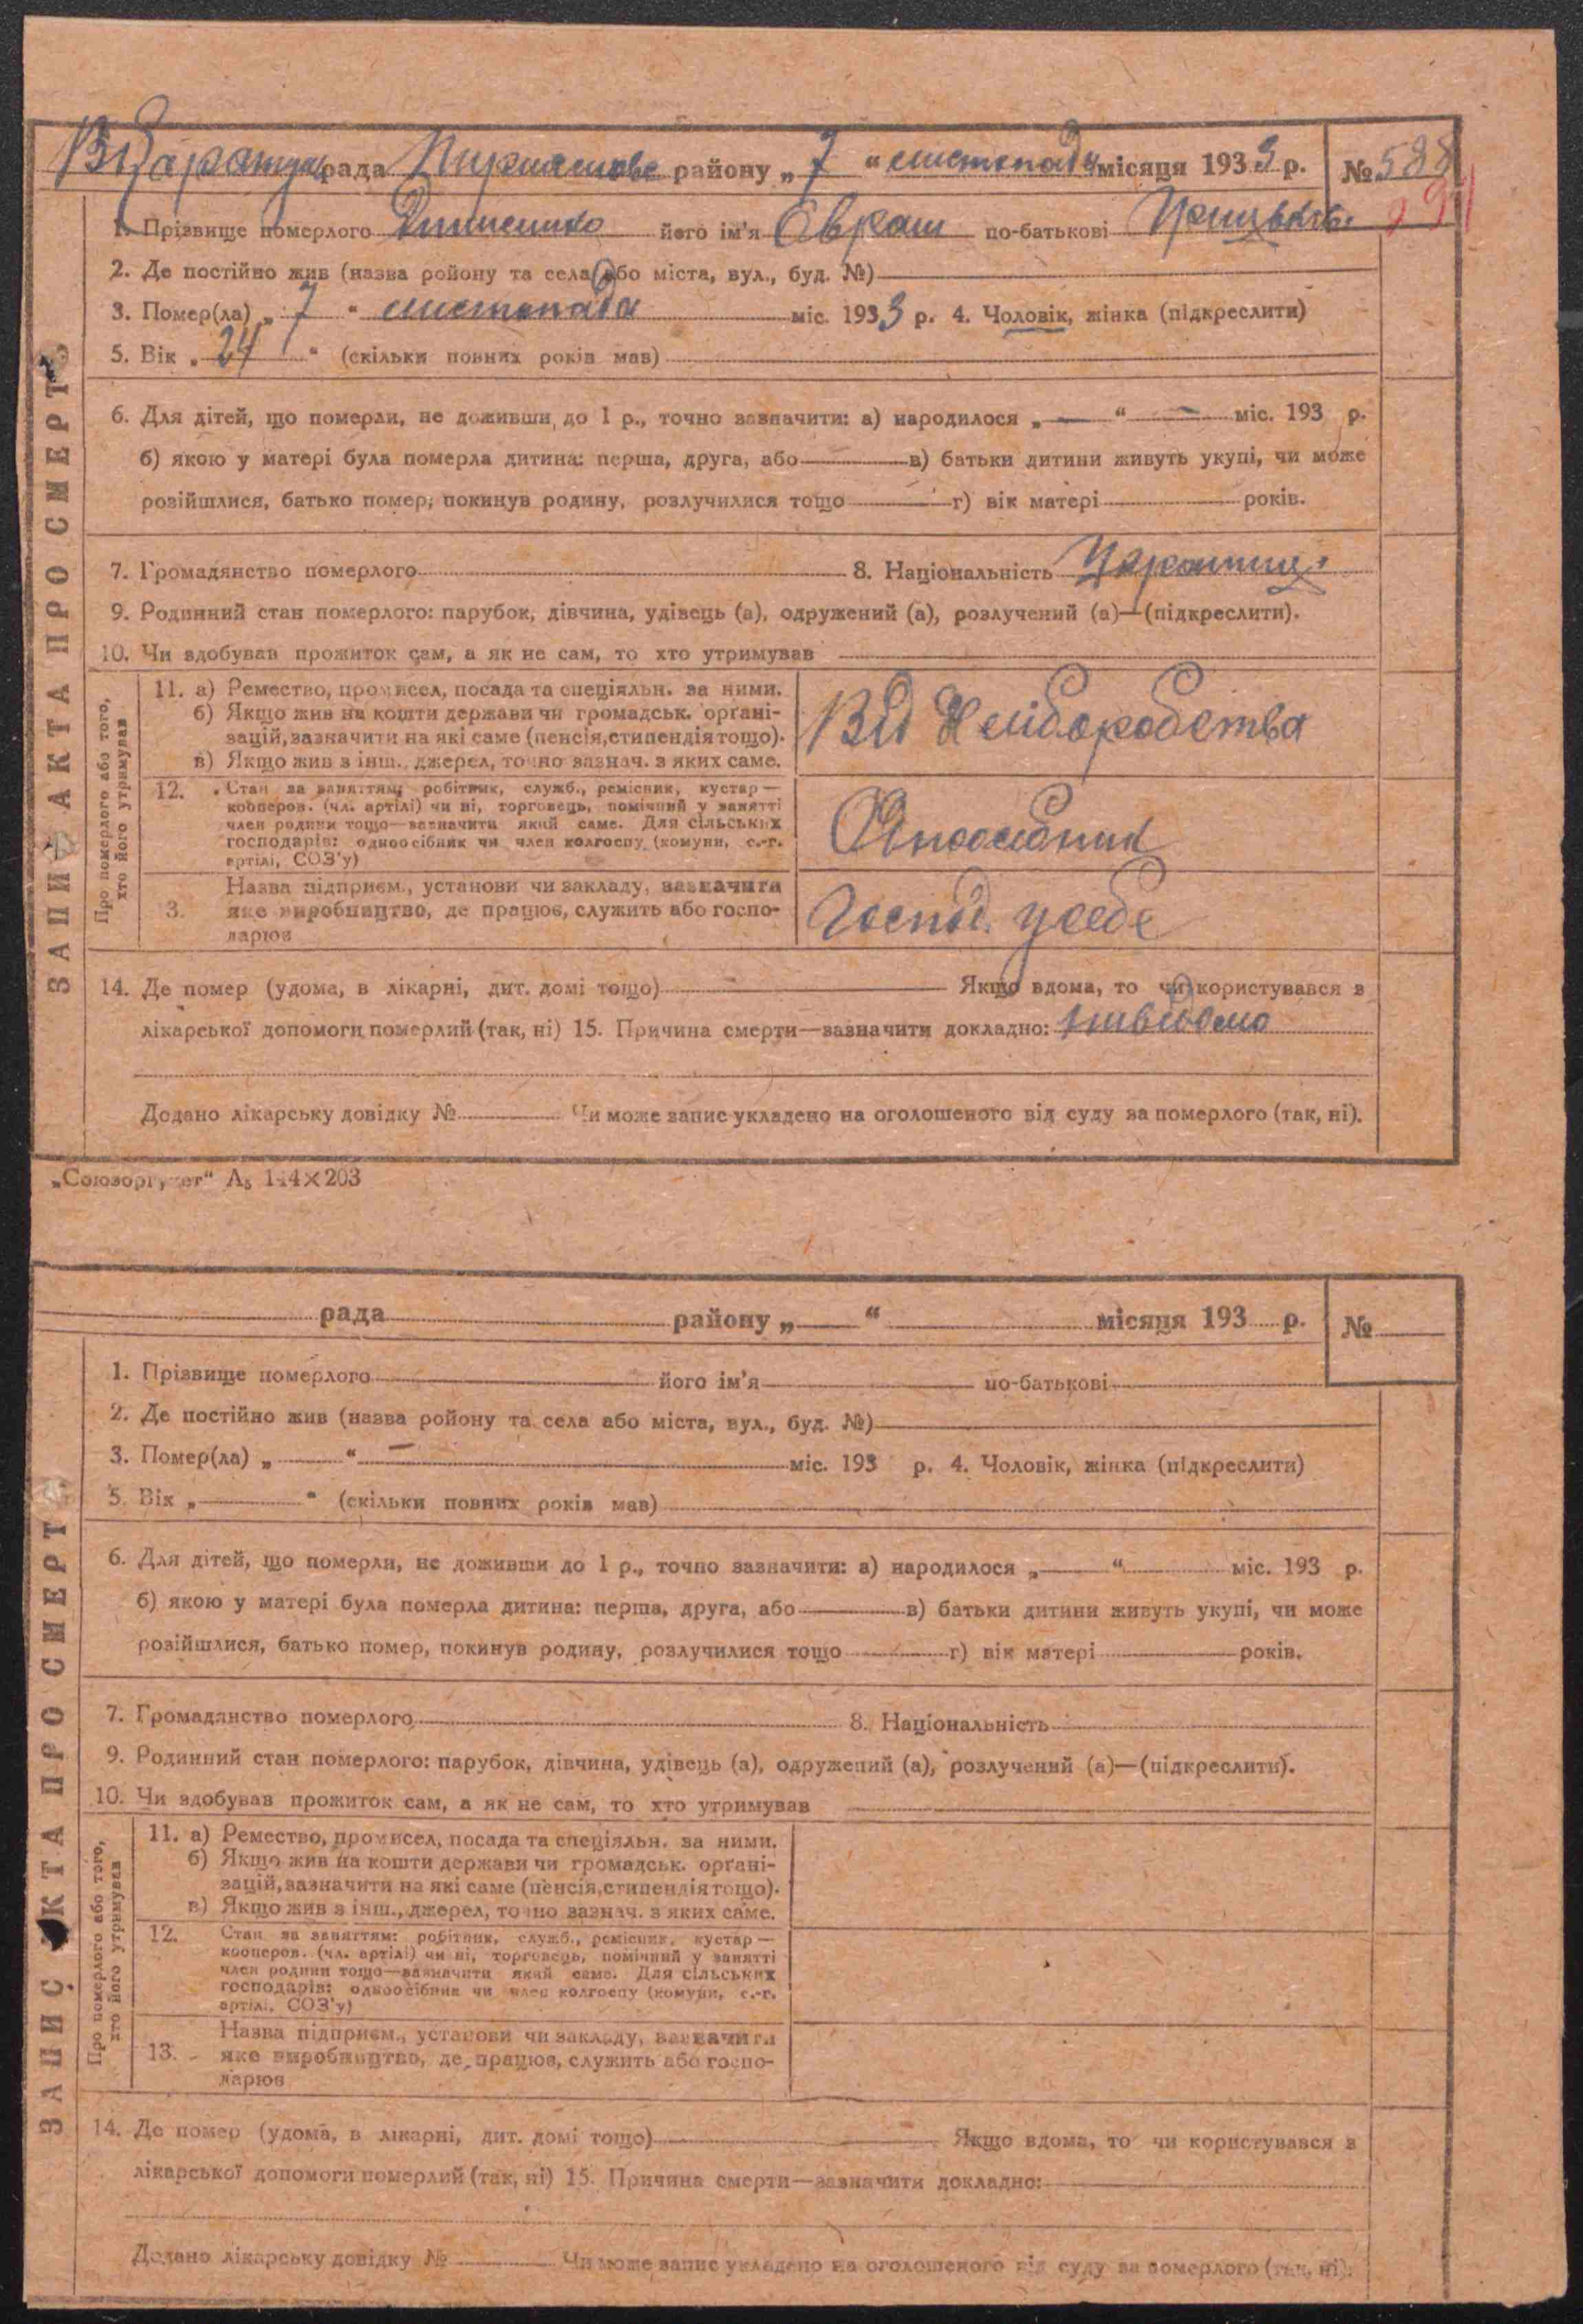 рада района „ 7 “ листопада місяця 1933 р. № 588
1. Прізвище померлого його ім'я по-батькові
2. Де постійно жив (назва ройону та села або міста, вул., буд. №)
3. Помер(ла) „ 7 “ листопада міс. 1933 р. 4. Чоловік, жінка (підкреслити)
5. Вік „ 24 “ (скільки повних років мав)
6. Для дітей, що померли, не доживши до 1 р., точно зазначити: а) народилося „ “ міс. 193 р.
б) якою у матері була померла дитина: перша, друга, або в) батьки дитини живуть укупі, чи може
розійшлися, батько помер, покинув родину, розлучилися тощо г) вік матері років.
7. Громадянство померлого 8. Національність
9. Родинний стан померлого: парубок, дівчина, удівець (а), одружений (а), розлучений (а)—(підкреслити).
10. Чи здобував прожиток сам, а як не сам, то хто утримував
11. а) Ремество, промисел, посада та спеціяльн. за ними.
б) Якщо жив на кошти держави чи громадськ. орґані-
зацій, зазначити на які саме (пенсія, стипендія тощо).
в) Якщо жив з інш. джерел, точно зазнач. з яких саме.
Від Хліборобства
12. Стан за заняттям: робітник, служб., ремісник, кустар —
кооперов. (чл. артілі) чи ні, торговець, помічний у занятті
член родини тощо—зазначити який саме. Для сільських
господарів: одноосібник чи член колгоспу (комуни, с.-г.
артілі, СОЗ'у)
Одноосібник
3. Назва підприєм., установи чи закладу, зазначити
яке виробництво, де працює, служить або госпо-
дарює
Госпód. у себе
14. Де помер (удома, в лікарні, дит. домі тощо) Якщо вдома, то чи користувався з
лікарської допомоги померлий (так, ні) 15. Причина смерти—зазначити докладно: невідомо
Додано лікарську довідку № Чи може запис укладено на оголошеного від суду за померлого (так, ні).
А5 144×203
ЗАПИС АКТА ПРО СМЕРТЬ
Про померлого або того,
хто його утримував
рада району „ “ місяця 193 р. №
1. Прізвище померлого його ім'я по-батькові
2. Де постійно жив (назва ройону та села або міста, вул., буд. №)
3. Помер(ла) „ “ міс. 193 р. 4. Чоловік, жінка (підкреслити)
5. Вік „ “ (скільки повних років мав)
6. Для дітей, що померли, не доживши до 1 р., точно зазначити: а) народилося „ “ міс. 193 р.
б) якою у матері була померла дитина: перша, друга, або в) батьки дитини живуть укупі, чи може
розійшлися, батько помер, покинув родину, розлучилися тощо г) вік матері років.
7. Громадянство померлого 8. Національність
9. Родинний стан померлого: парубок, дівчина, удівець (а), одружений (а), розлучений (а)—(підкреслити).
10. Чи здобував прожиток сам, а як не сам, то хто утримував
11. а) Ремество, промисел, посада та спеціяльн. за ними.
б) Якщо жив на кошти держави чи громадськ. орґані-
зацій, зазначити на які саме (пенсія, стипендія тощо).
в) Якщо жив з інш., джерел, точно зазнач. з яких саме.
12. Стан за заняттям: робітник, служб., ремісник, кустар —
кооперов. (чл. артілі) чи ні, торговець, помічний у занятті
член родини тощо—зазначити який саме. Для сільських
господарів: одноосібник чи член колгоспу (комуни, с.-г.
артілі, СОЗ'у)
13. Назва підприєм., установи чи закладу, зазначити
яке виробництво, де працює, служить або госпо-
дарює
14. Де помер (удома, в лікарні, дит. домі тощо) Якщо вдома, то чи користувався з
лікарської допомоги померлий (так, ні) 15. Причина смерти—зазначити докладно:
Додано лікарську довідку № Чи може запис укладено на оголошеного від суду за померлого (так, ні).
ЗАПИС АКТА ПРО СМЕРТЬ
Про померлого або того,
хто його утримував